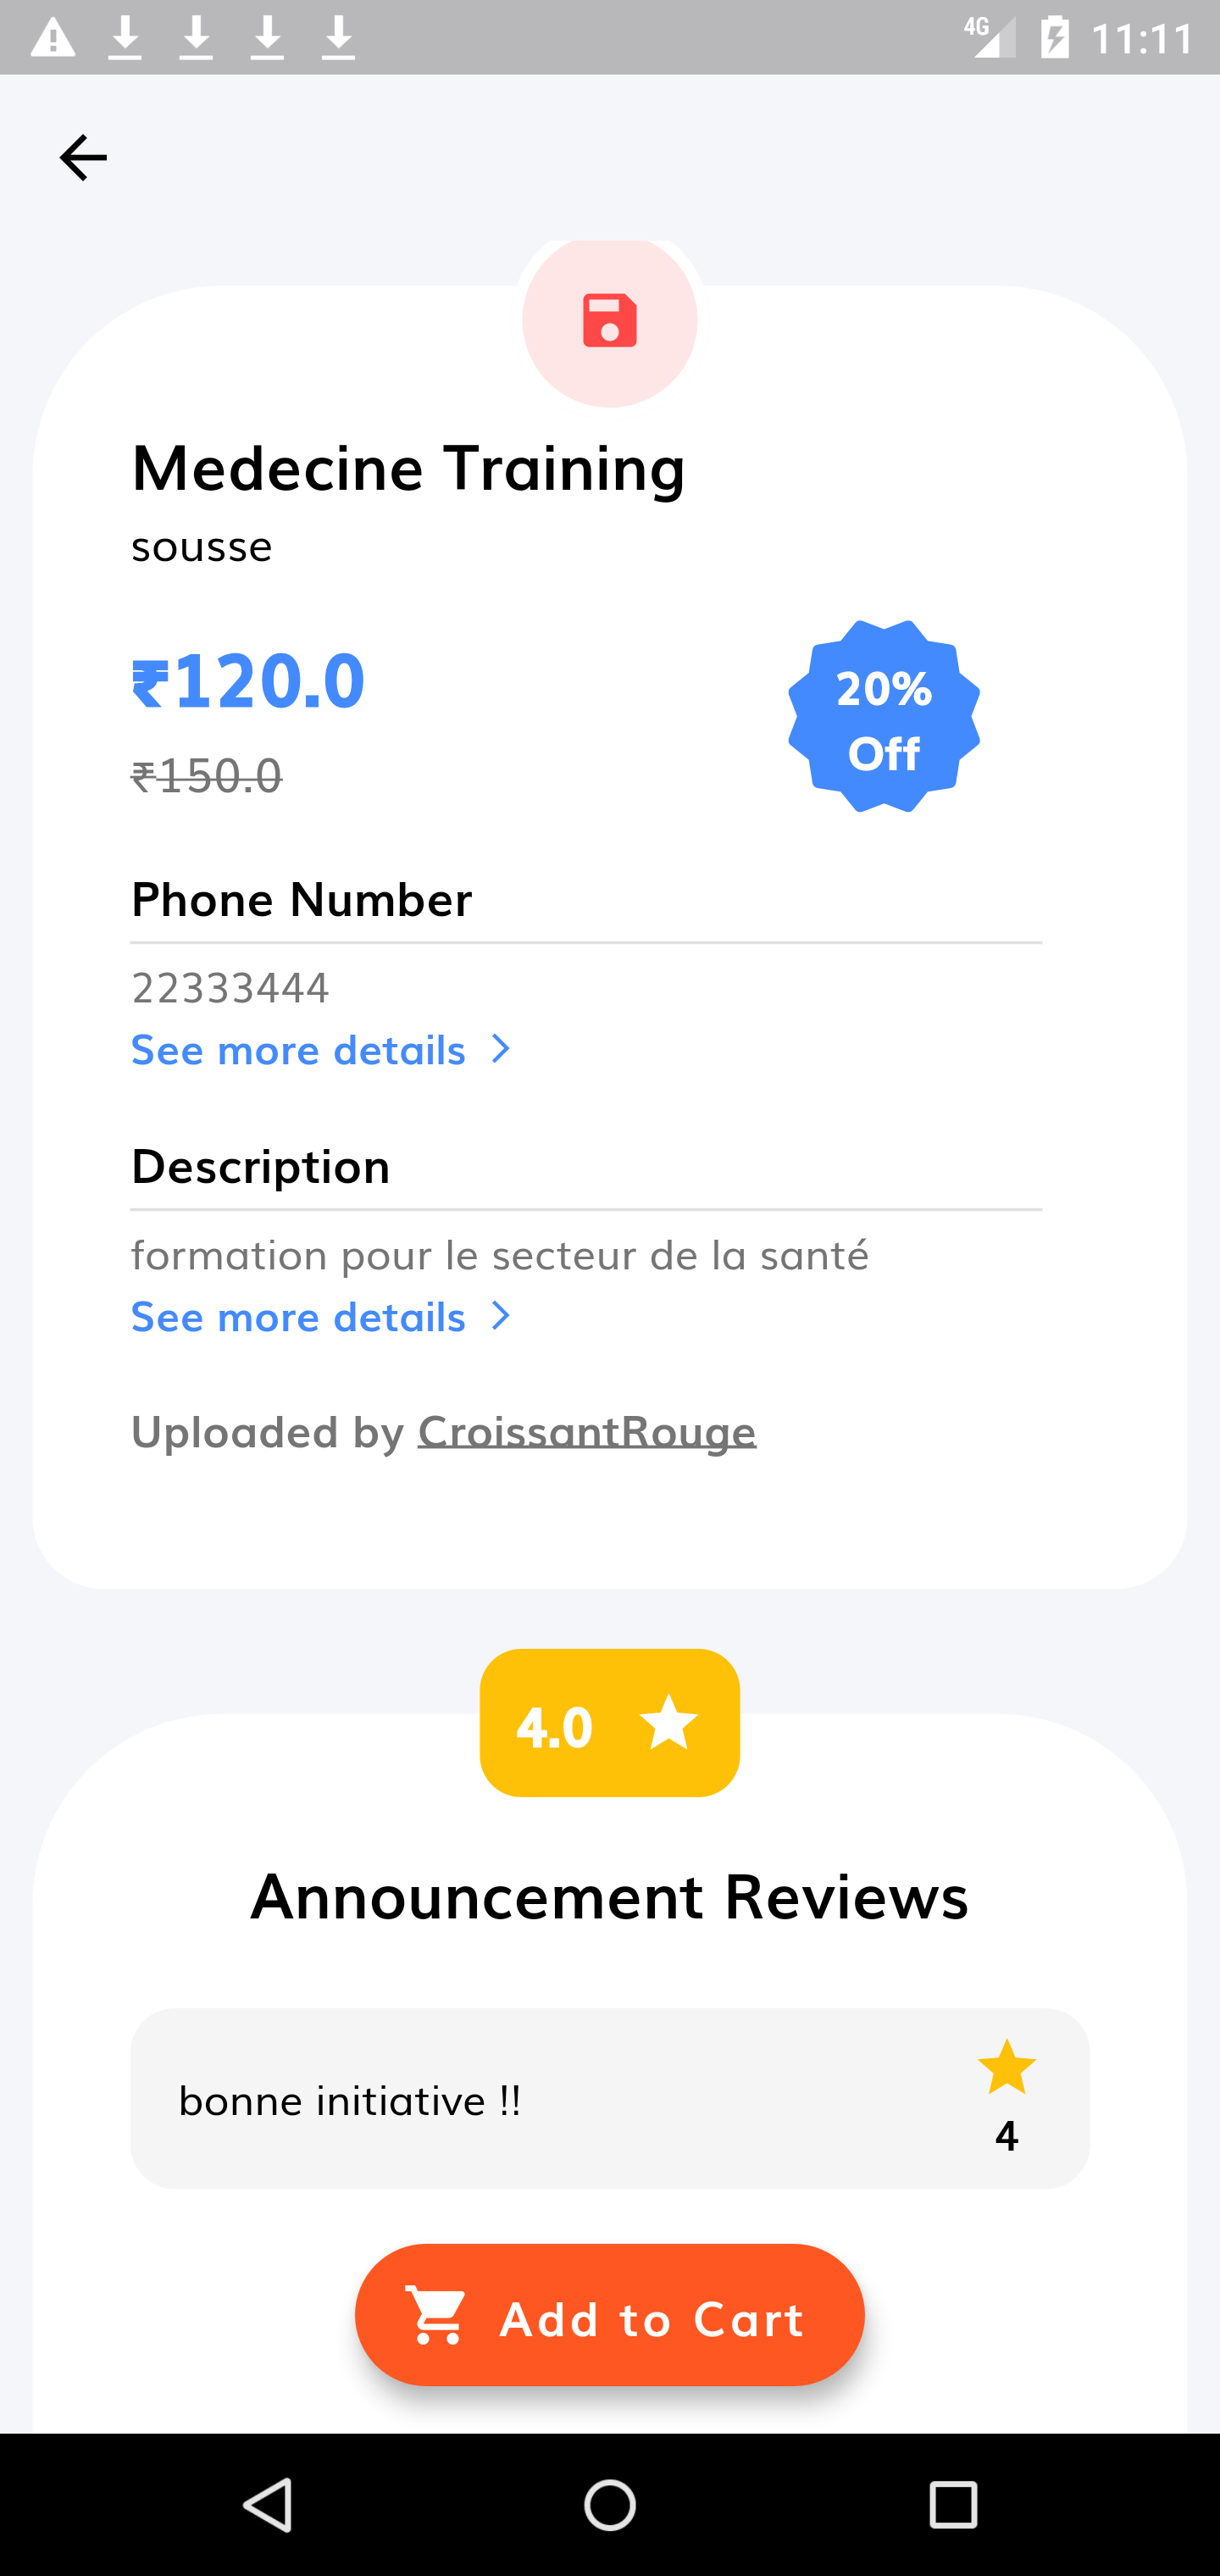 4G 11:11
Medecine Training
sousse
₹120.0
20%
Off
₹150.0
Phone Number
22333444
See more details
Description
formation pour le secteur de la santé
See more details
Uploaded by CroissantRouge
4.0
Announcement Reviews
bonne initiative !!
4
Add to Cart